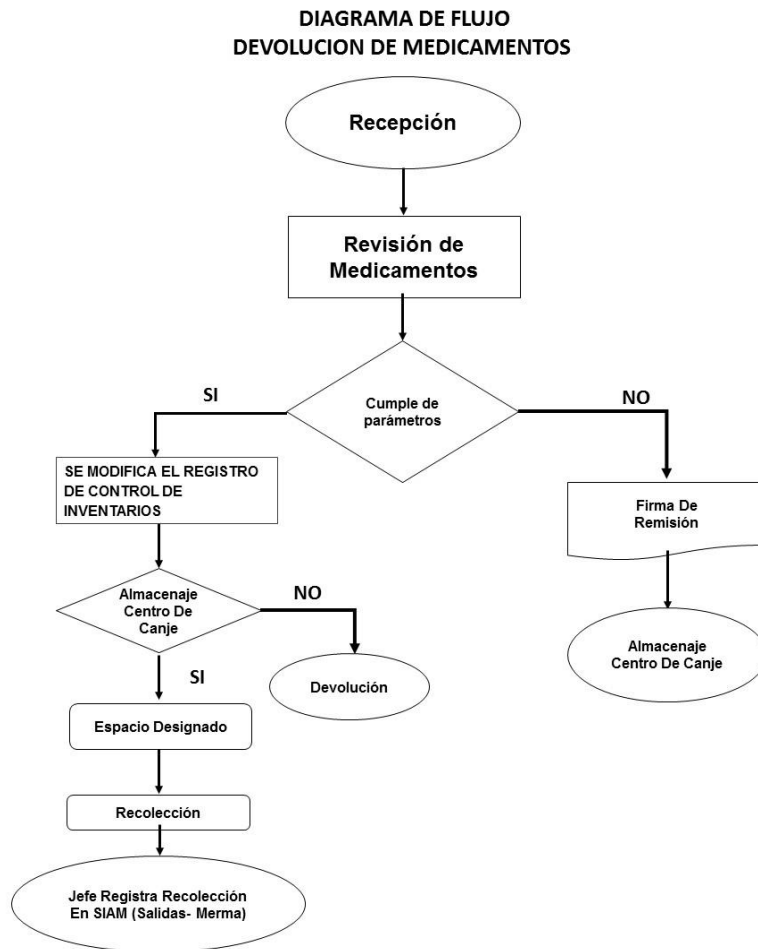 DIAGRAMA DE FLUJO
DEVOLUCION DE MEDICAMENTOS
Recepción
Revisión de
Medicamentos
Cumple de
parámetros
SI
NO
SE MODIFICA EL REGISTRO
DE CONTROL DE
INVENTARIOS
Firma De
Remisión
Almacenaje
Centro De
Canje
NO
Almacenaje
Centro De Canje
SI
Devolución
Espacio Designado
Recolección
Jefe Registra Recolección
En SIAM (Salidas- Merma)